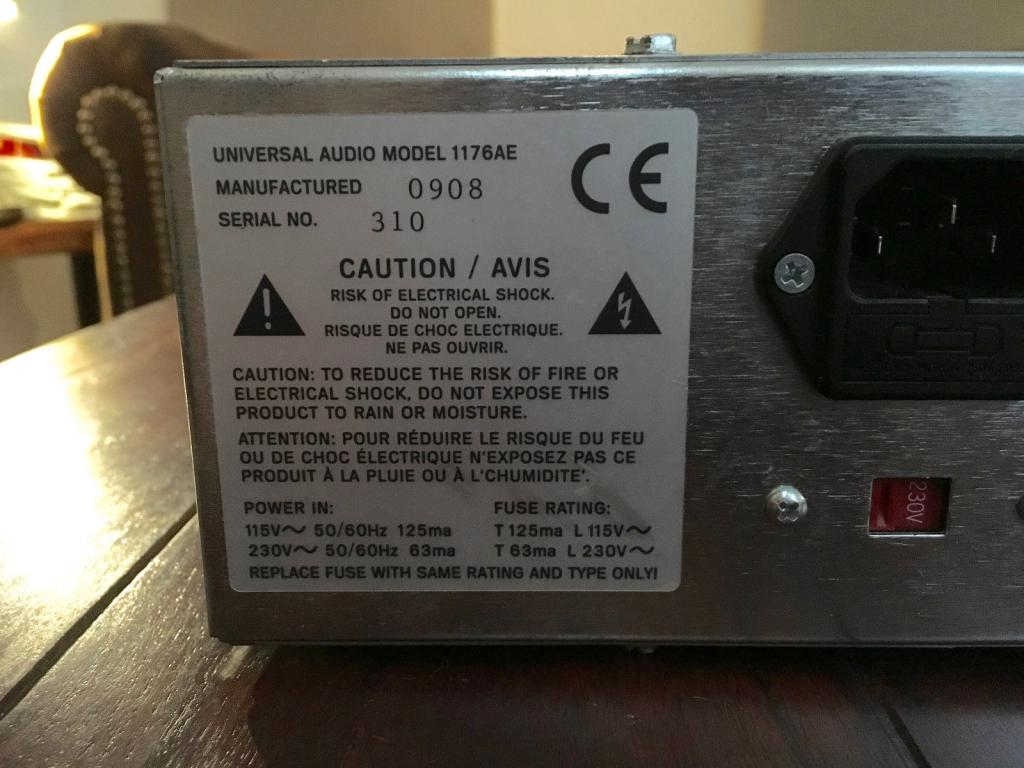 UNIVERSAL AUDIO MODEL 1176AE
MANUFACTURED 0908
SERIAL NO. 310
CE
CAUTION / AVIS
RISK OF ELECTRICAL SHOCK.
DO NOT OPEN.
RISQUE DE CHOC ELECTRIQUE.
NE PAS OUVRIR.
CAUTION: TO REDUCE THE RISK OF FIRE OR
ELECTRICAL SHOCK, DO NOT EXPOSE THIS
PRODUCT TO RAIN OR MOISTURE.
ATTENTION: POUR RÉDUIRE LE RISQUE DU FEU
OU DE CHOC ÉLECTRIQUE N'EXPOSEZ PAS CE
PRODUIT À LA PLUIE OU À L'CHUMIDITE'.
POWER IN:
115V~ 50/60Hz 125ma
230V~ 50/60Hz 63ma
FUSE RATING:
T 125ma L 115V~
T 63ma L 230V~
REPLACE FUSE WITH SAME RATING AND TYPE ONLY!
230V